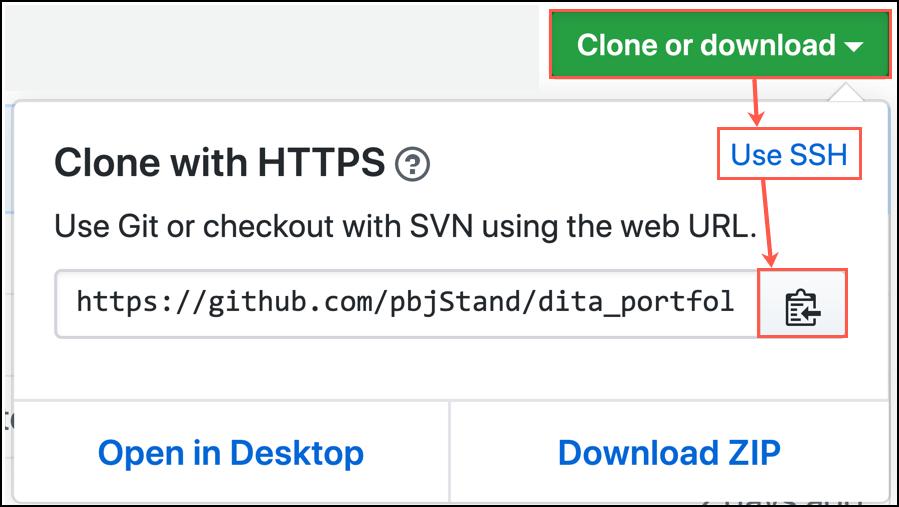 Clone or download
Clone with HTTPS
Use SSH
Use Git or checkout with SVN using the web URL.
https://github.com/pbjStand/dita_portfol
Open in Desktop
Download ZIP